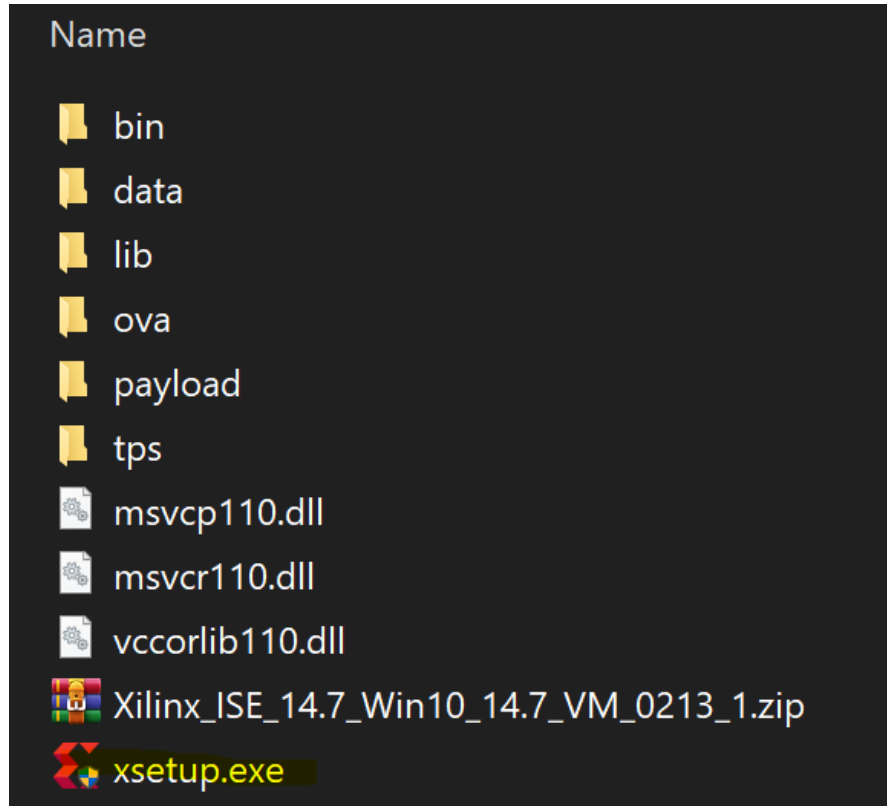 Name
bin
data
lib
ova
payload
tps
msvcp110.dll
msvcr110.dll
vccorlib110.dll
Xilinx_ISE_14.7_Win10_14.7_VM_0213_1.zip
xsetup.exe